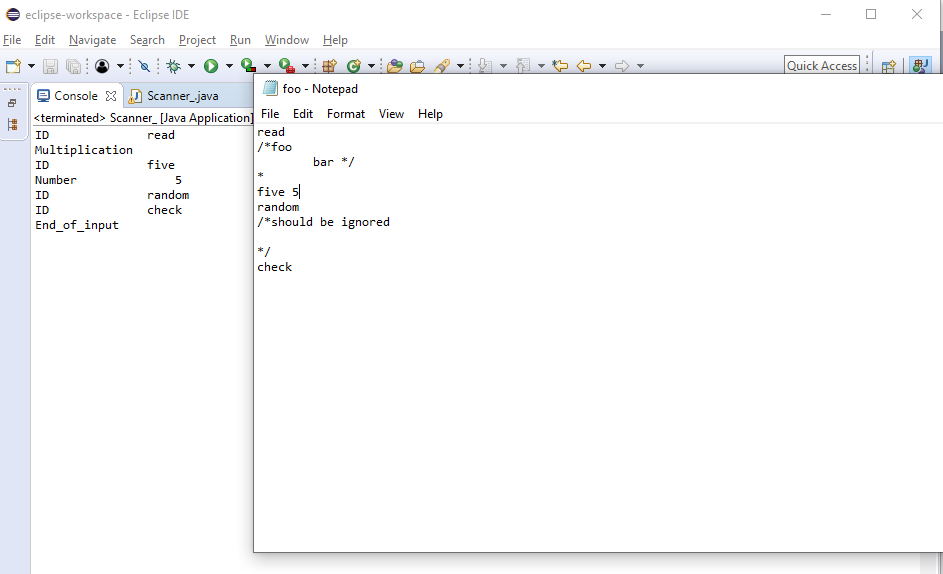 eclipse-workspace - Eclipse IDE
File Edit Navigate Search Project Run Window Help
Quick Access
Console Scanner_.java
<terminated> Scanner_ [Java Application]
ID read
Multiplication
ID five
Number 5
ID random
ID check
End_of_input
foo - Notepad
File Edit Format View Help
read
/*foo
bar */
*
five 5
random
/*should be ignored
*/
check